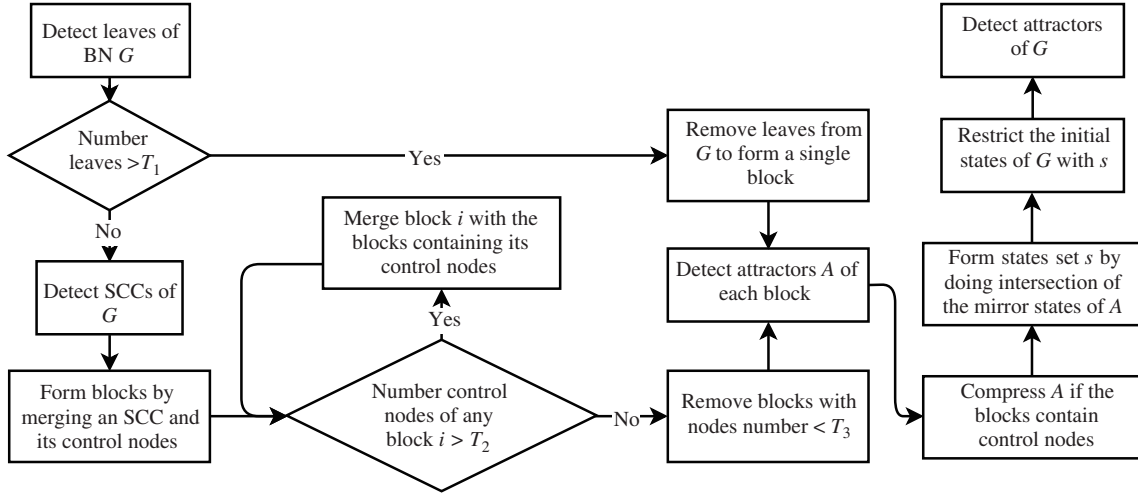 Detect leaves of
BN G
Number
leaves >T₁
Yes
No
Detect SCCs of
G
Form blocks by
merging an SCC and
its control nodes
Merge block i with the
blocks containing its
control nodes
Yes
Number control
nodes of any
block i > T₂
No
Remove leaves from
G to form a single
block
Detect attractors A of
each block
Remove blocks with
nodes number < T₃
Detect attractors
of G
Restrict the initial
states of G with s
Form states set s by
doing intersection of
the mirror states of A
Compress A if the
blocks contain
control nodes